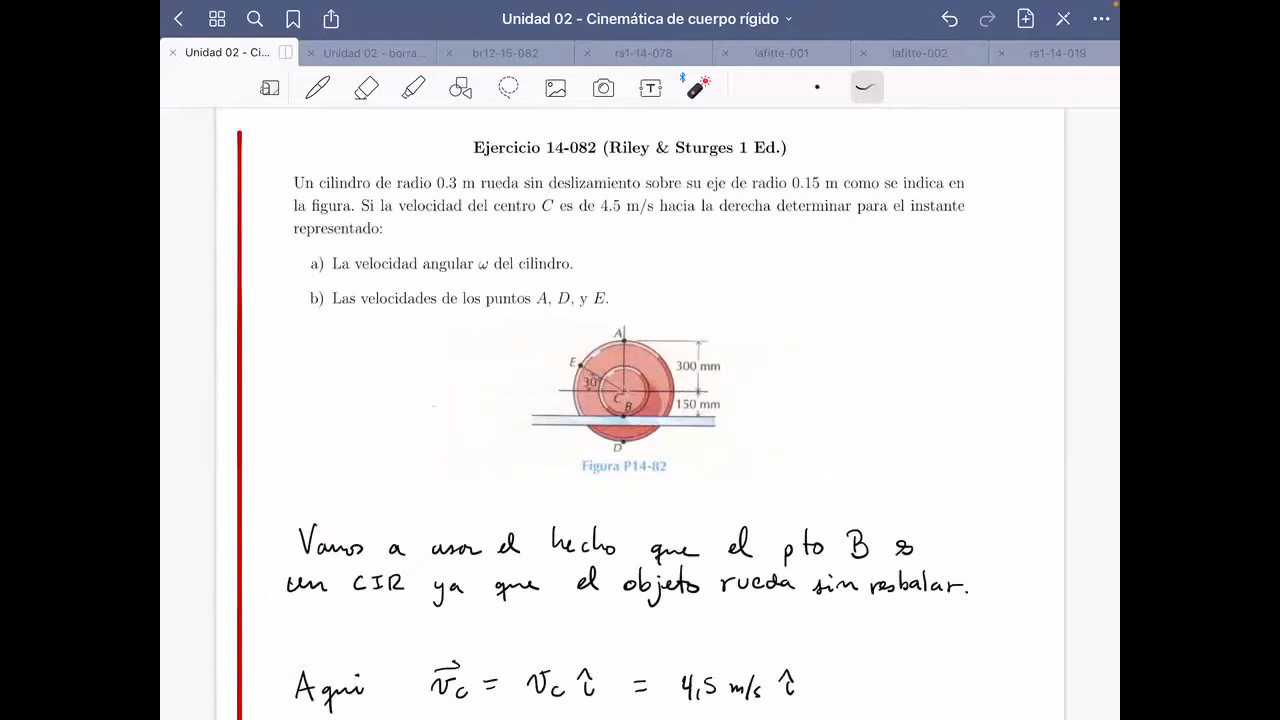 Unidad 02 - Cinemática de cuerpo rígido
Unidad 02 - Ci...
Unidad 02 - borra...
br12-15-082
rs1-14-078
lafitte-001
lafitte-002
rs1-14-019
Ejercicio 14-082 (Riley & Sturges 1 Ed.)
Un cilindro de radio 0.3 m rueda sin deslizamiento sobre su eje de radio 0.15 m como se indica en
la figura. Si la velocidad del centro C es de 4.5 m/s hacia la derecha determinar para el instante
representado:
a) La velocidad angular ω del cilindro.
b) Las velocidades de los puntos A, D, y E.
A
E
300 mm
30°
C
B
150 mm
D
Figura P14-82
Vamos a usar el hecho que el pto B es
un CIR ya que el objeto rueda sin resbalar.
Aqui v⃗c = vc î = 4,5 m/s î